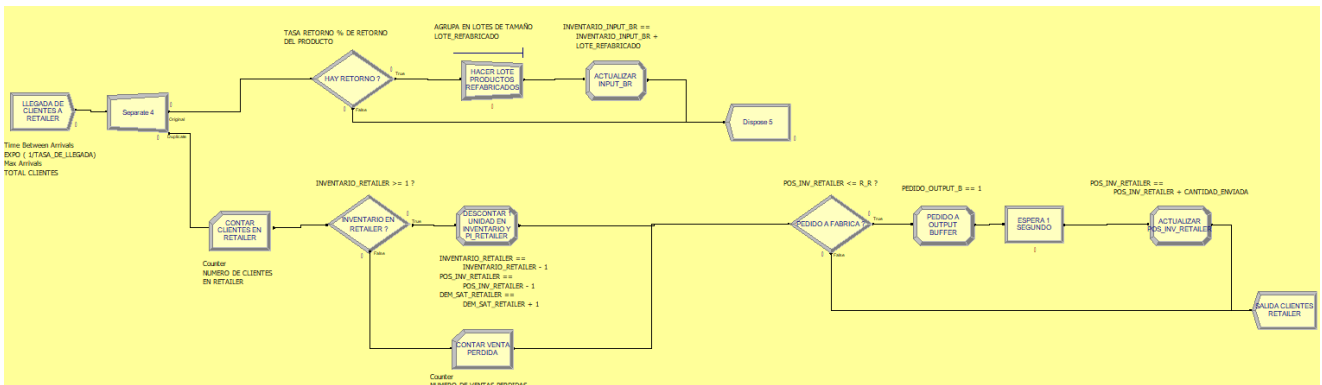 TASA RETORNO % DE RETORNO
DEL PRODUCTO
AGRUPA EN LOTES DE TAMAÑO
LOTE_REFABRICADO
INVENTARIO_INPUT_BR ==
INVENTARIO_INPUT_BR +
LOTE_REFABRICADO
HAY RETORNO ?
True
False
HACER LOTE
PRODUCTOS
REFABRICADOS
ACTUALIZAR
INPUT_BR
LLEGADA DE
CLIENTES A
RETAILER
Separate 4
Original
Duplicate
Dispose 5
Time Between Arrivals
EXPO ( 1/TASA_DE_LLEGADA)
Max Arrivals
TOTAL CLIENTES
INVENTARIO_RETAILER >= 1 ?
POS_INV_RETAILER <= R_R ?
PEDIDO_OUTPUT_B == 1
POS_INV_RETAILER ==
POS_INV_RETAILER + CANTIDAD_ENVIADA
CONTAR
CLIENTES EN
RETAILER
INVENTARIO EN
RETAILER ?
True
False
DESCONTAR 1
UNIDAD EN
INVENTARIO Y
PI_RETAILER
PEDIDO A FABRICA ?
True
False
PEDIDO A
OUTPUT
BUFFER
ESPERA 1
SEGUNDO
ACTUALIZAR
POS_INV_RETAILER
Counter
NUMERO DE CLIENTES
EN RETAILER
INVENTARIO_RETAILER ==
INVENTARIO_RETAILER - 1
POS_INV_RETAILER ==
POS_INV_RETAILER - 1
DEM_SAT_RETAILER ==
DEM_SAT_RETAILER + 1
SALIDA CLIENTES
RETAILER
CONTAR VENTA
PERDIDA
Counter
NUMERO DE VENTAS PERDIDAS